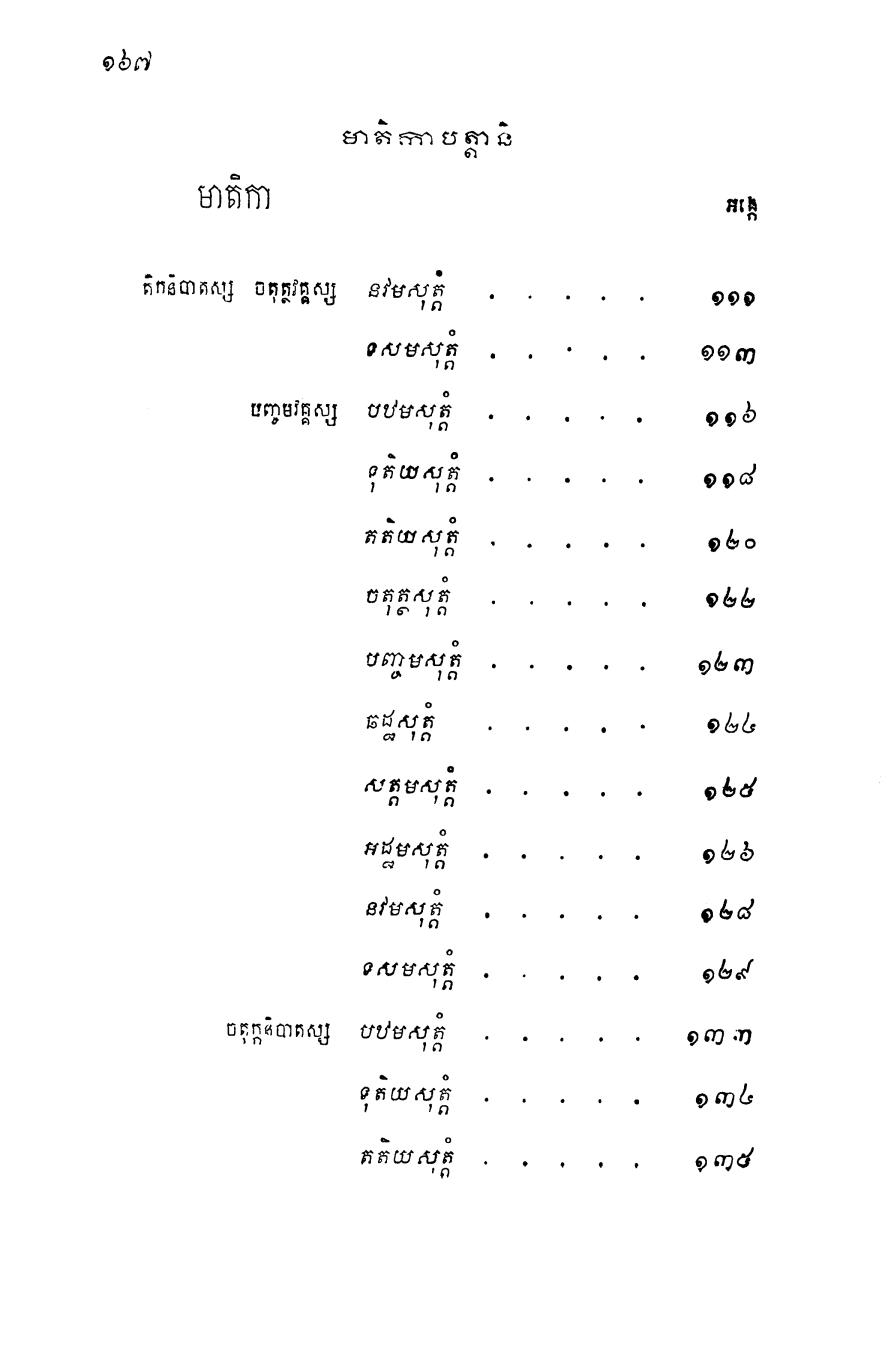 ១៦៧
មាតិកាបត្តានិ
មាតិកា អង្កេ
តិកនិបាតស្ស ចតុត្ថវគ្គស្ស នវមសុត្តំ . . . . . ១១១
ទសមសុត្តំ . . . . . ១១៣
បញ្ចមវគ្គស្ស បឋមសុត្តំ . . . . . ១១៦
ទុតិយសុត្តំ . . . . . ១១៨
តតិយសុត្តំ . . . . . ១២០
ចតុត្ថសុត្តំ . . . . . ១២២
បញ្ចមសុត្តំ . . . . . ១២៣
ឆដ្ឋសុត្តំ . . . . . ១២៤
សត្តមសុត្តំ . . . . . ១២៥
អដ្ឋមសុត្តំ . . . . . ១២៦
នវមសុត្តំ . . . . . ១២៨
ទសមសុត្តំ . . . . . ១២៩
ចតុក្កនិបាតស្ស បឋមសុត្តំ . . . . . ១៣៣
ទុតិយសុត្តំ . . . . . ១៣៤
តតិយសុត្តំ . . . . . ១៣៥